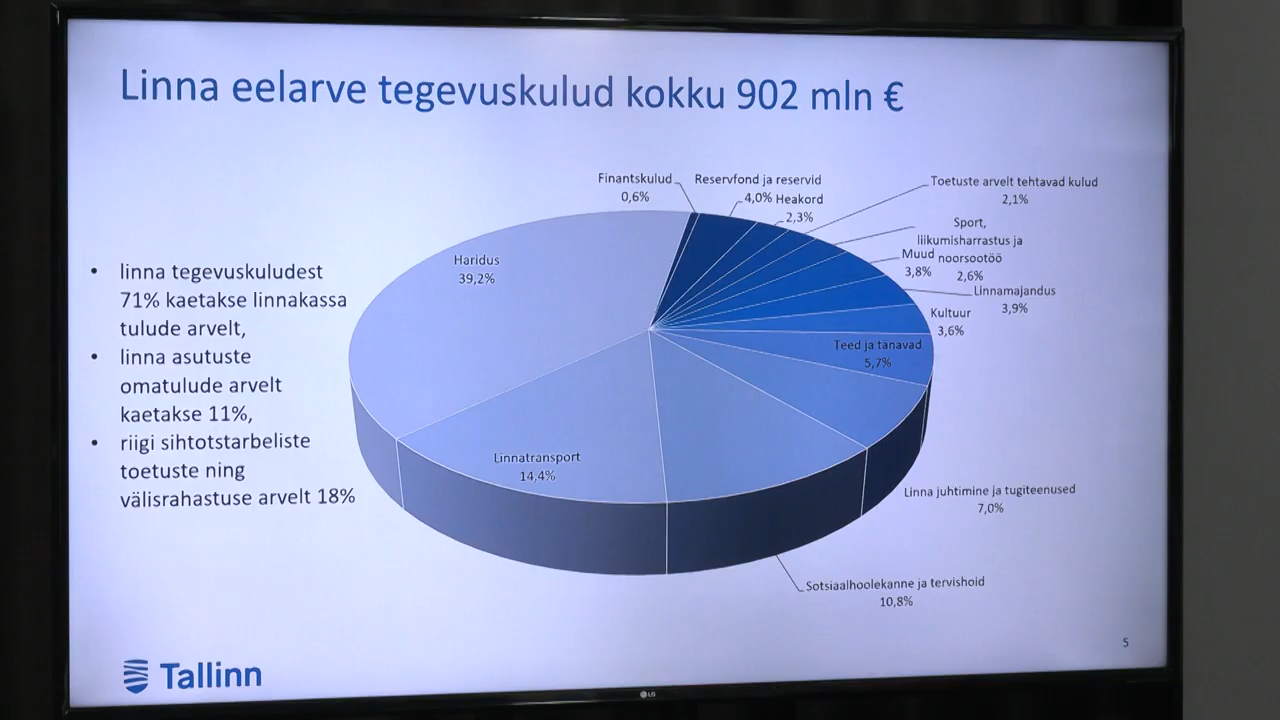 Linna eelarve tegevuskulud kokku 902 mln €
• linna tegevuskuludest
71% kaetakse linnakassa
tulude arvelt,
• linna asutuste
omatulude arvelt
kaetakse 11%,
• riigi sihtotstarbeliste
toetuste ning
välisrahastuse arvelt 18%
Finantskulud
0,6%
Reservfond ja reservid
4,0%
Heakord
2,3%
Toetuste arvelt tehtavad kulud
2,1%
Sport,
liikumisharrastus ja
noorsootöö
2,6%
Muud
3,8%
Linnamajandus
3,9%
Kultuur
3,6%
Teed ja tänavad
5,7%
Linna juhtimine ja tugiteenused
7,0%
Sotsiaalhoolekanne ja tervishoid
10,8%
Linnatransport
14,4%
Haridus
39,2%
5
Tallinn
LG